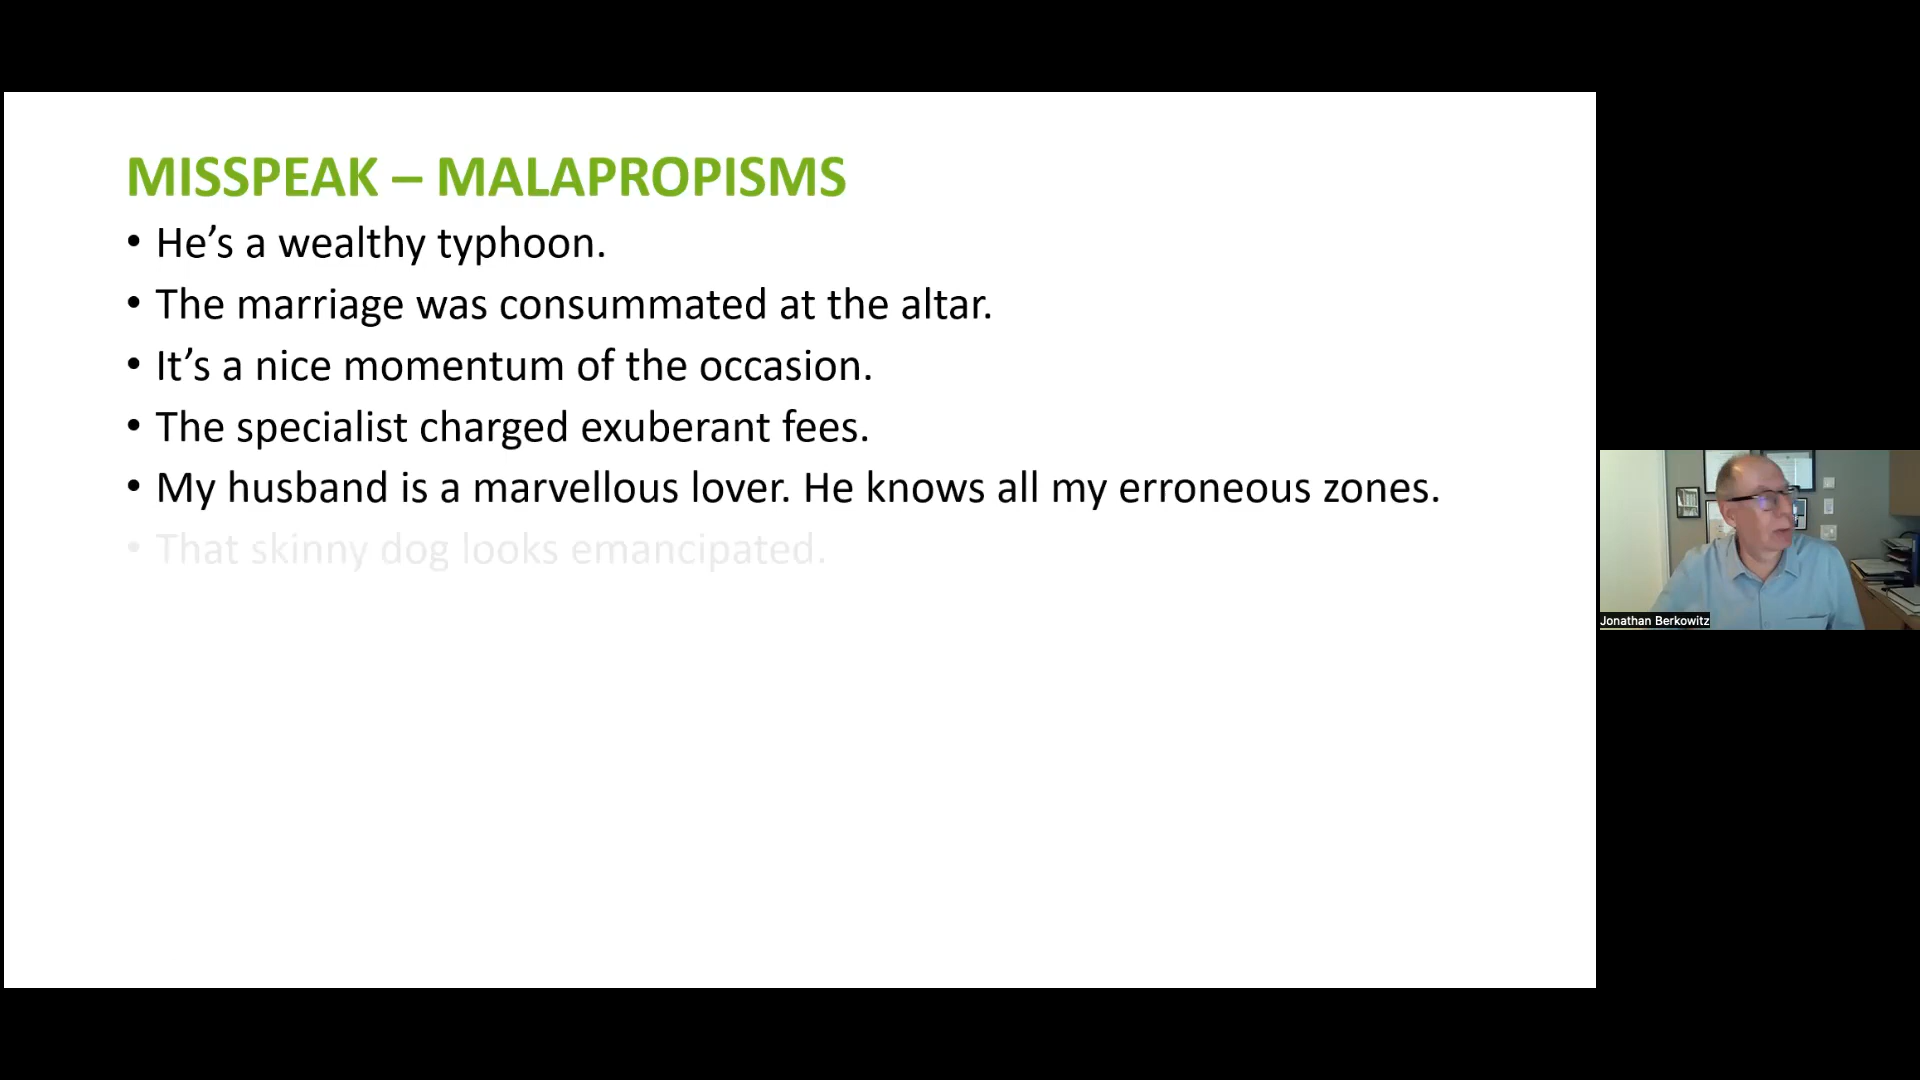 MISSPEAK – MALAPROPISMS
• He’s a wealthy typhoon.
• The marriage was consummated at the altar.
• It’s a nice momentum of the occasion.
• The specialist charged exuberant fees.
• My husband is a marvellous lover. He knows all my erroneous zones.
• That skinny dog looks emancipated.
Jonathan Berkowitz